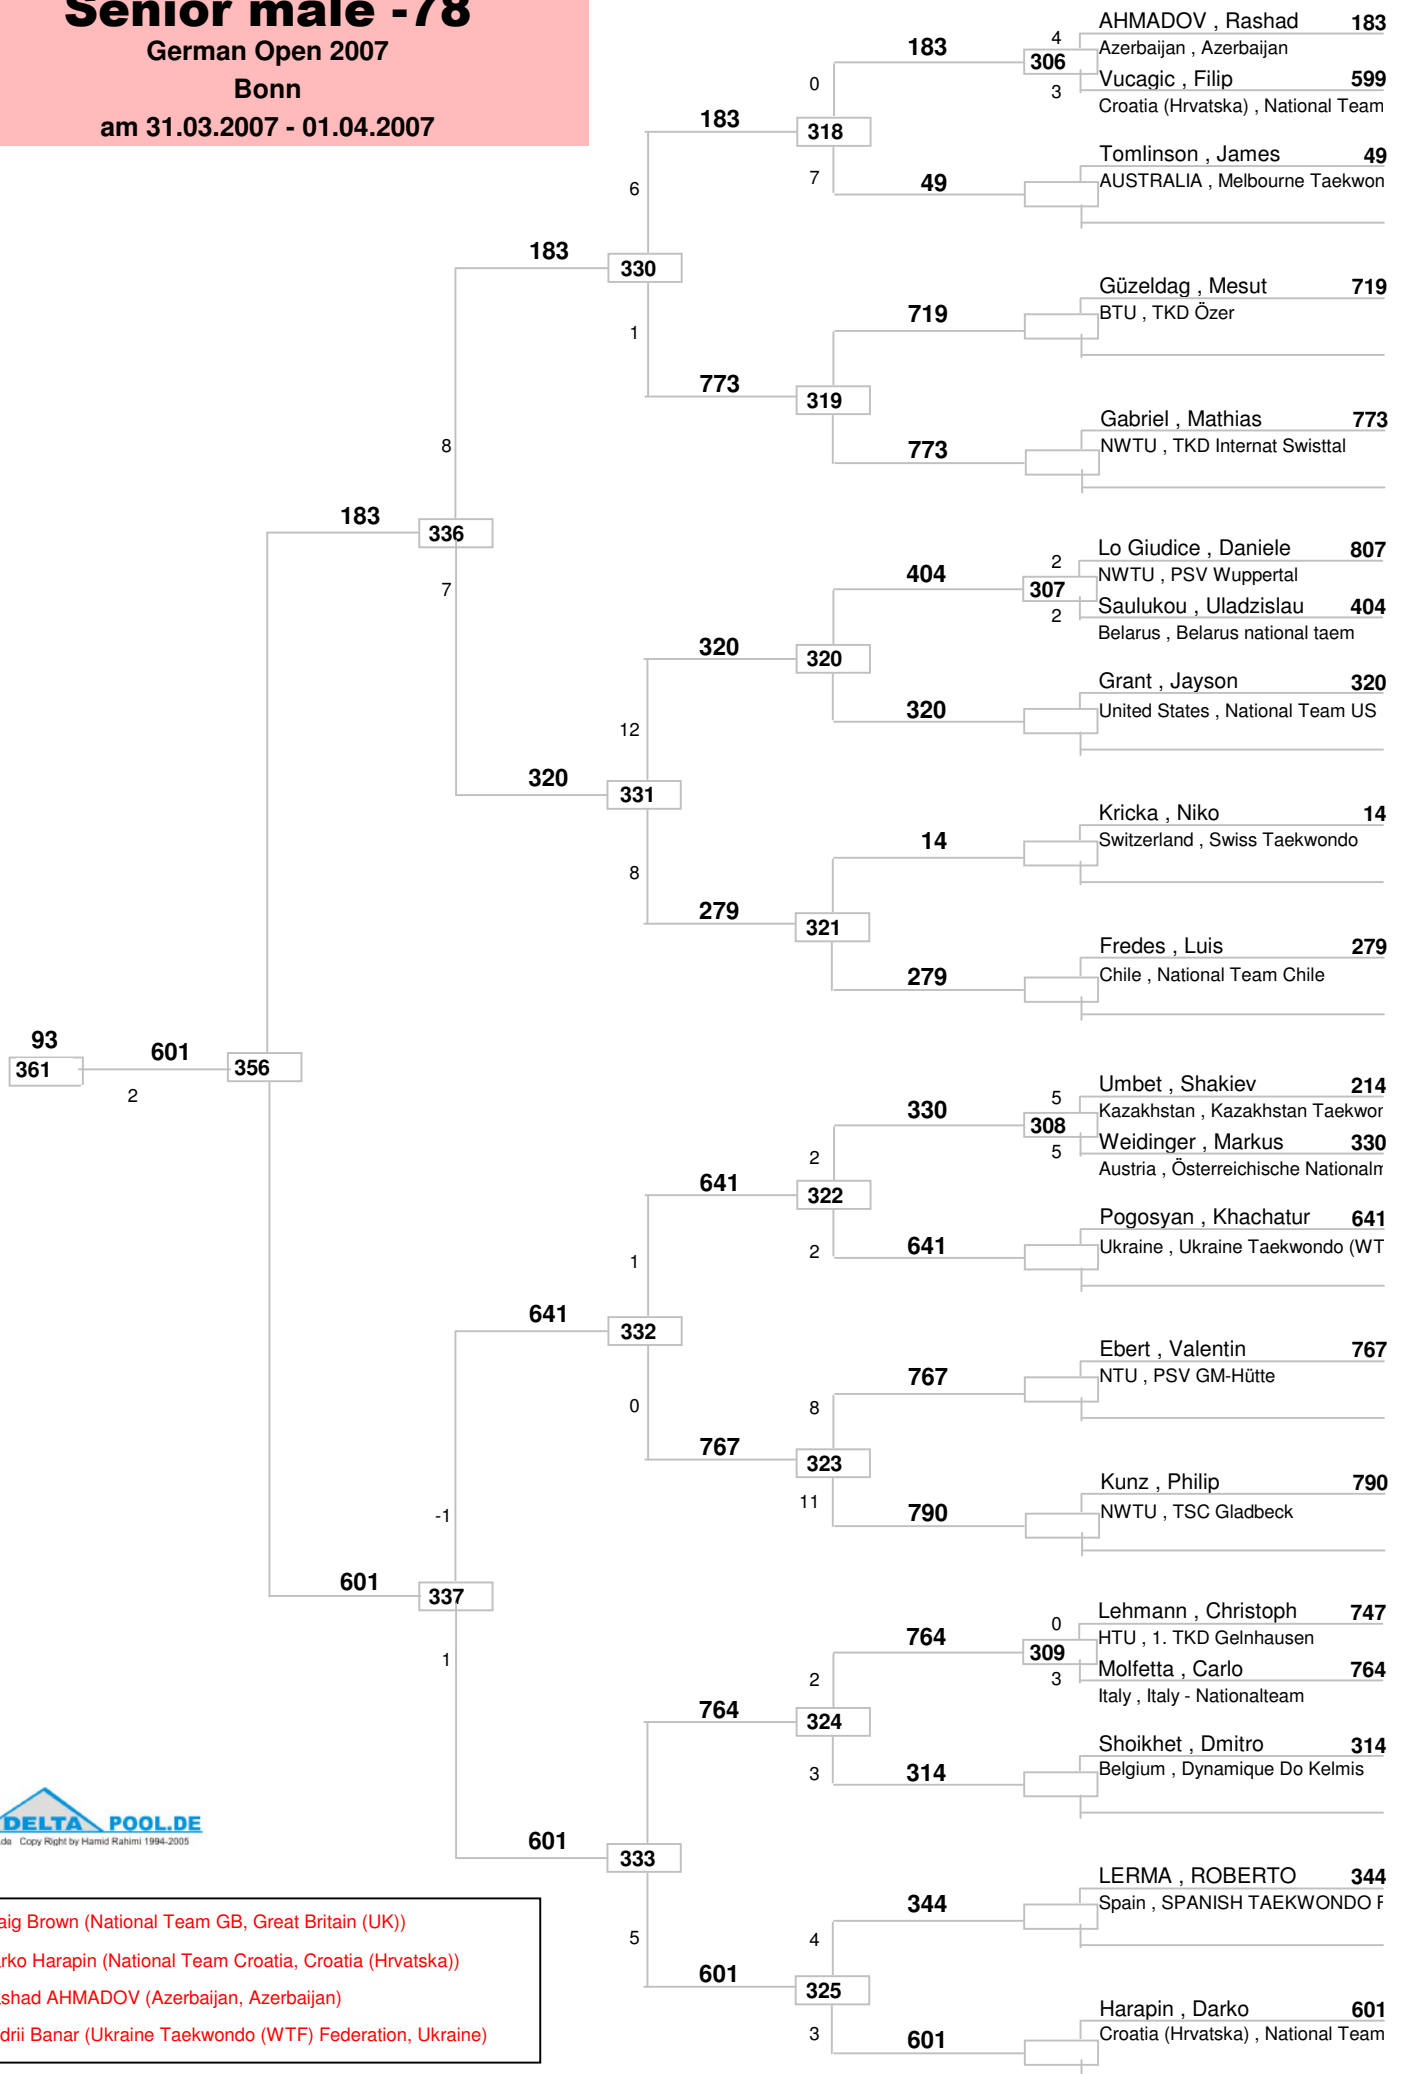 Senior male -78
German Open 2007
Bonn
am 31.03.2007 - 01.04.2007
AHMADOV , Rashad 183
Azerbaijan , Azerbaijan
4
306
3
183
Vucagic , Filip 599
Croatia (Hrvatska) , National Team
0
318
7
183
Tomlinson , James 49
AUSTRALIA , Melbourne Taekwon
49
6
330
1
183
Güzeldag , Mesut 719
BTU , TKD Özer
719
319
773
Gabriel , Mathias 773
NWTU , TKD Internat Swisttal
773
8
336
7
183
Lo Giudice , Daniele 807
NWTU , PSV Wuppertal
2
307
2
404
Saulukou , Uladzislau 404
Belarus , Belarus national taem
320
320
Grant , Jayson 320
United States , National Team US
320
12
331
8
320
Kricka , Niko 14
Switzerland , Swiss Taekwondo
14
321
279
Fredes , Luis 279
Chile , National Team Chile
279
93
361
601
2
356
Umbet , Shakiev 214
Kazakhstan , Kazakhstan
5
308
5
330
Weidinger , Markus 330
Austria , Österreichische
2
322
2
641
Pogosyan , Khachatur 641
Ukraine , Ukraine Taekwondo (WT
641
1
332
0
641
Ebert , Valentin 767
NTU , PSV GM-Hütte
767
8
323
11
767
Kunz , Philip 790
NWTU , TSC Gladbeck
790
-1
337
1
601
Lehmann , Christoph 747
HTU , 1. TKD Gelnhausen
0
309
3
764
Molfetta , Carlo 764
Italy , Italy - Nationalteam
2
324
3
764
Shoikhet , Dmitro 314
Belgium , Dynamique Do Kelmis
314
333
5
601
LERMA , ROBERTO 344
Spain , SPANISH TAEKWONDO
344
4
325
3
601
Harapin , Darko 601
Croatia (Hrvatska) , National Team
601
DELTA POOL.DE
.de Copy Right by Hamid Rahimi 1994-2005
aig Brown (National Team GB, Great Britain (UK))
rko Harapin (National Team Croatia, Croatia (Hrvatska))
shad AHMADOV (Azerbaijan, Azerbaijan)
drii Banar (Ukraine Taekwondo (WTF) Federation, Ukraine)